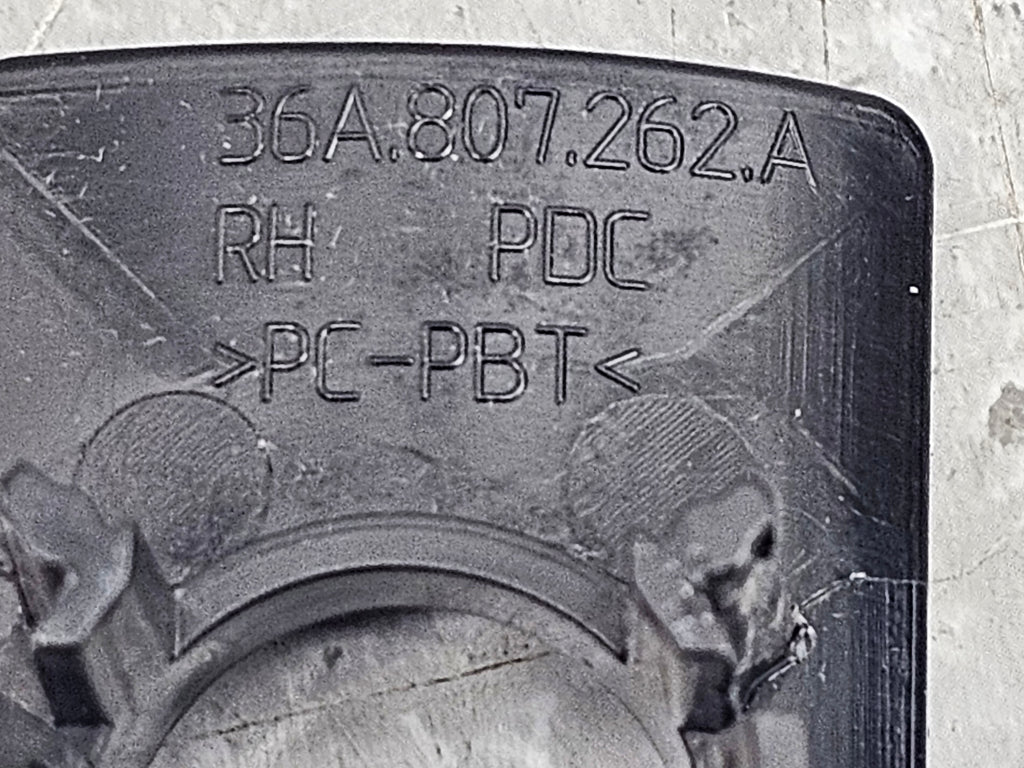 36A.807.262.A
RH PDC
>PC-PBT<